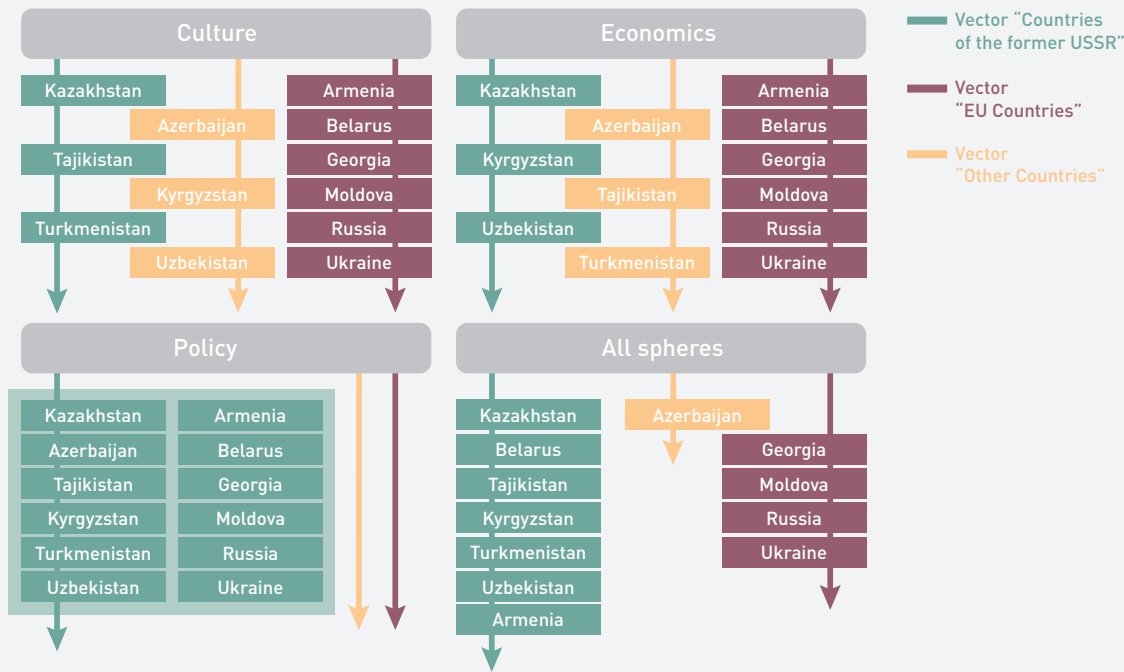 Culture
Kazakhstan
Tajikistan
Turkmenistan
Azerbaijan
Kyrgyzstan
Uzbekistan
Armenia
Belarus
Georgia
Moldova
Russia
Ukraine
Economics
Kazakhstan
Kyrgyzstan
Uzbekistan
Azerbaijan
Tajikistan
Turkmenistan
Armenia
Belarus
Georgia
Moldova
Russia
Ukraine
Vector “Countries
of the former USSR”
Vector
“EU Countries”
Vector
“Other Countries”
Policy
Kazakhstan
Azerbaijan
Tajikistan
Kyrgyzstan
Turkmenistan
Uzbekistan
Armenia
Belarus
Georgia
Moldova
Russia
Ukraine
All spheres
Kazakhstan
Belarus
Tajikistan
Kyrgyzstan
Turkmenistan
Uzbekistan
Armenia
Azerbaijan
Georgia
Moldova
Russia
Ukraine